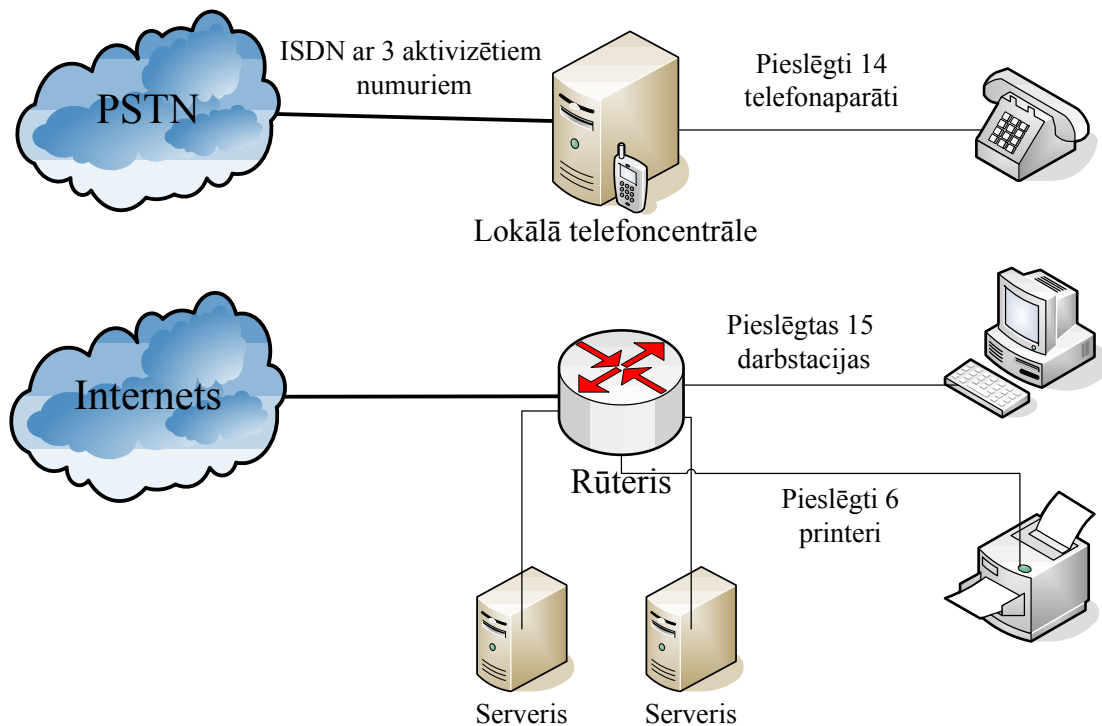 PSTN
ISDN ar 3 aktivizētiem
numuriem
Pieslēgti 14
telefonaparāti
Lokālā telefoncentrāle
Internets
Rūteris
Pieslēgtas 15
darbstacijas
Pieslēgti 6
printeri
Serveris
Serveris